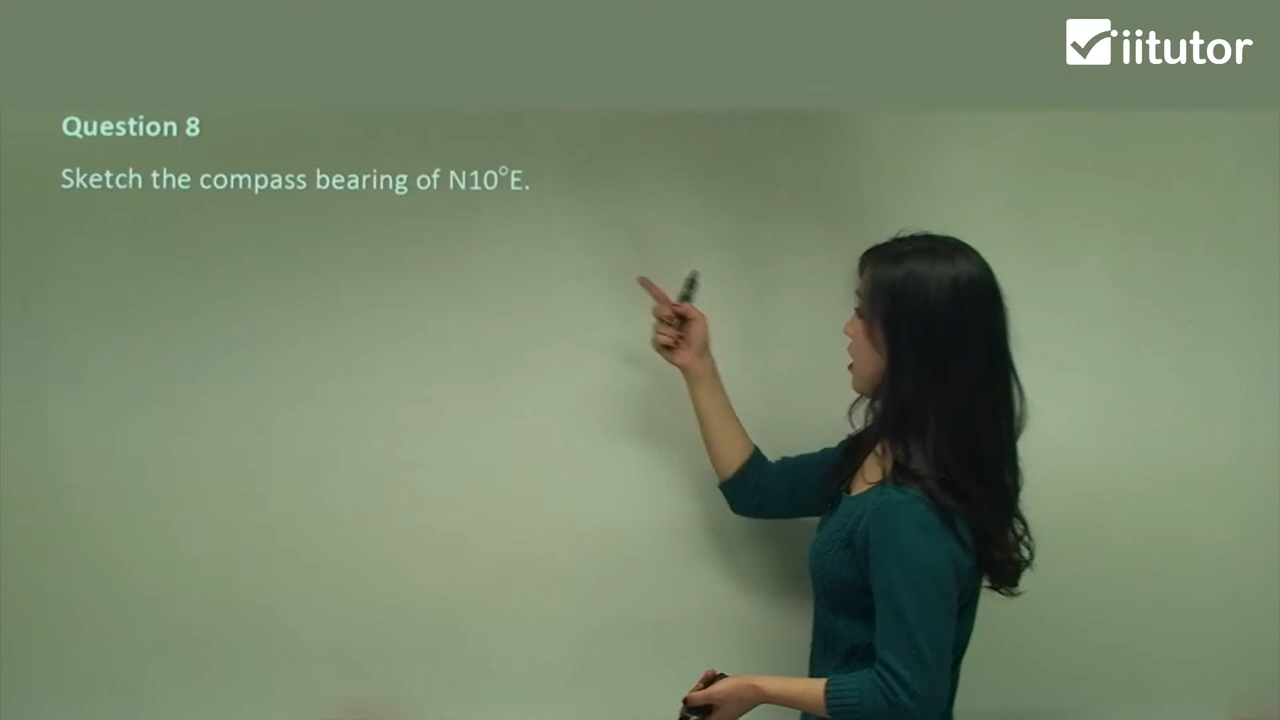 iitutor
Question 8
Sketch the compass bearing of N10°E.